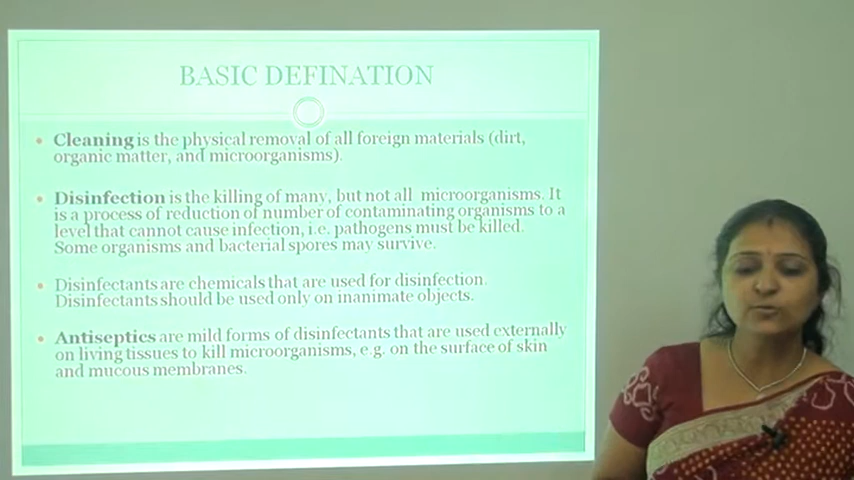 BASIC DEFINATION
Cleaning is the physical removal of all foreign materials (dirt,
organic matter, and microorganisms).
Disinfection is the killing of many, but not all microorganisms. It
is a process of reduction of number of contaminating organisms to a
level that cannot cause infection, i.e. pathogens must be killed.
Some organisms and bacterial spores may survive.
Disinfectants are chemicals that are used for disinfection.
Disinfectants should be used only on inanimate objects.
Antiseptics are mild forms of disinfectants that are used externally
on living tissues to kill microorganisms, e.g. on the surface of skin
and mucous membranes.